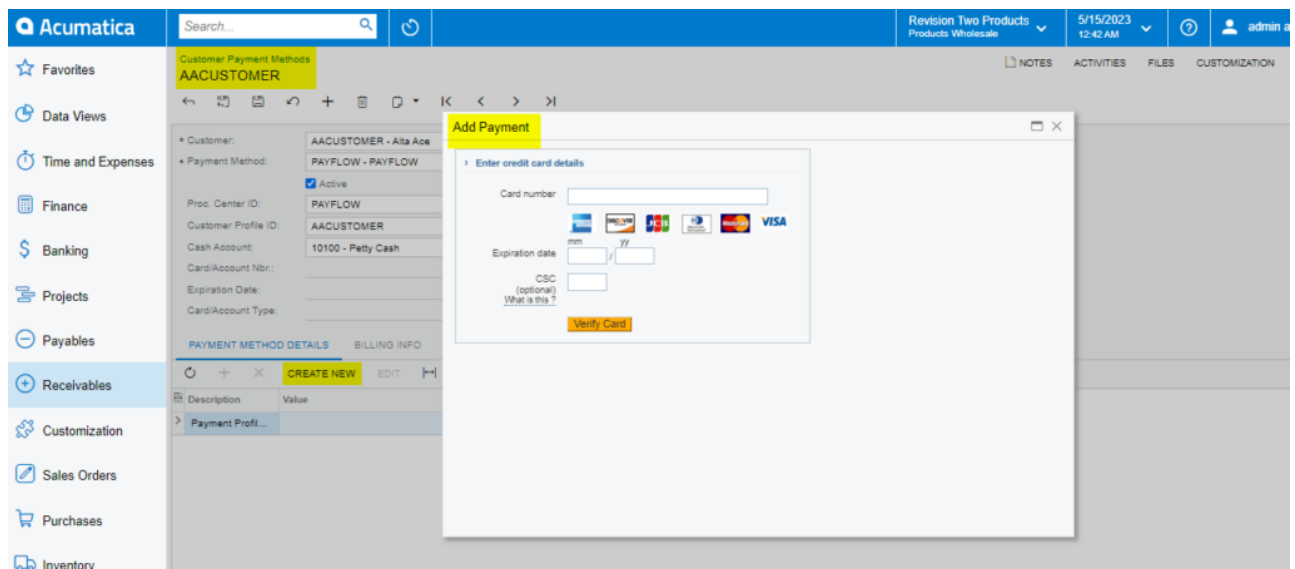 Acumatica
Search...
Revision Two Products
Products Wholesale
5/15/2023
12:42 AM
admin a
Favorites
Data Views
Time and Expenses
Finance
Banking
Projects
Payables
Receivables
Customization
Sales Orders
Purchases
Inventory
Customer Payment Methods
AACUSTOMER
NOTES ACTIVITIES FILES CUSTOMIZATION
* Customer: AACUSTOMER - Alta Ace
* Payment Method: PAYFLOW - PAYFLOW
Active
Proc. Center ID: PAYFLOW
Customer Profile ID: AACUSTOMER
Cash Account: 10100 - Petty Cash
Card/Account Nbr.:
Expiration Date:
Card/Account Type:
PAYMENT METHOD DETAILS BILLING INFO
CREATE NEW EDIT
Description Value
Payment Profil...
Add Payment
Enter credit card details
Card number
DISCOVER JCB VISA
mm yy
Expiration date /
CSC
(optional)
What is this ?
Verify Card